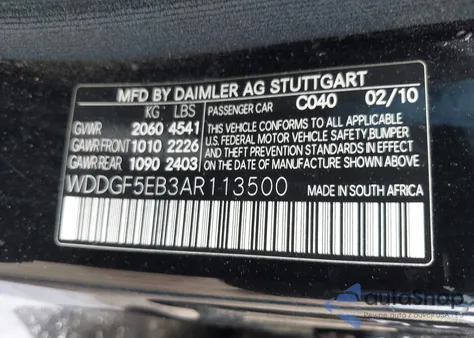 MFD BY DAIMLER AG STUTTGART
KG LBS PASSENGER CAR C040 02/10
GVWR 2060 4541 THIS VEHICLE CONFORMS TO ALL APPLICABLE
GAWR FRONT 1010 2226 U.S. FEDERAL MOTOR VEHICLE SAFETY, BUMPER,
GAWR REAR 1090 2403 AND THEFT PREVENTION STANDARDS IN EFFECT
ON THE DATE OF MANUFACTURE SHOWN ABOVE.
WDDGF5EB3AR113500 MADE IN SOUTH AFRICA
autoShop